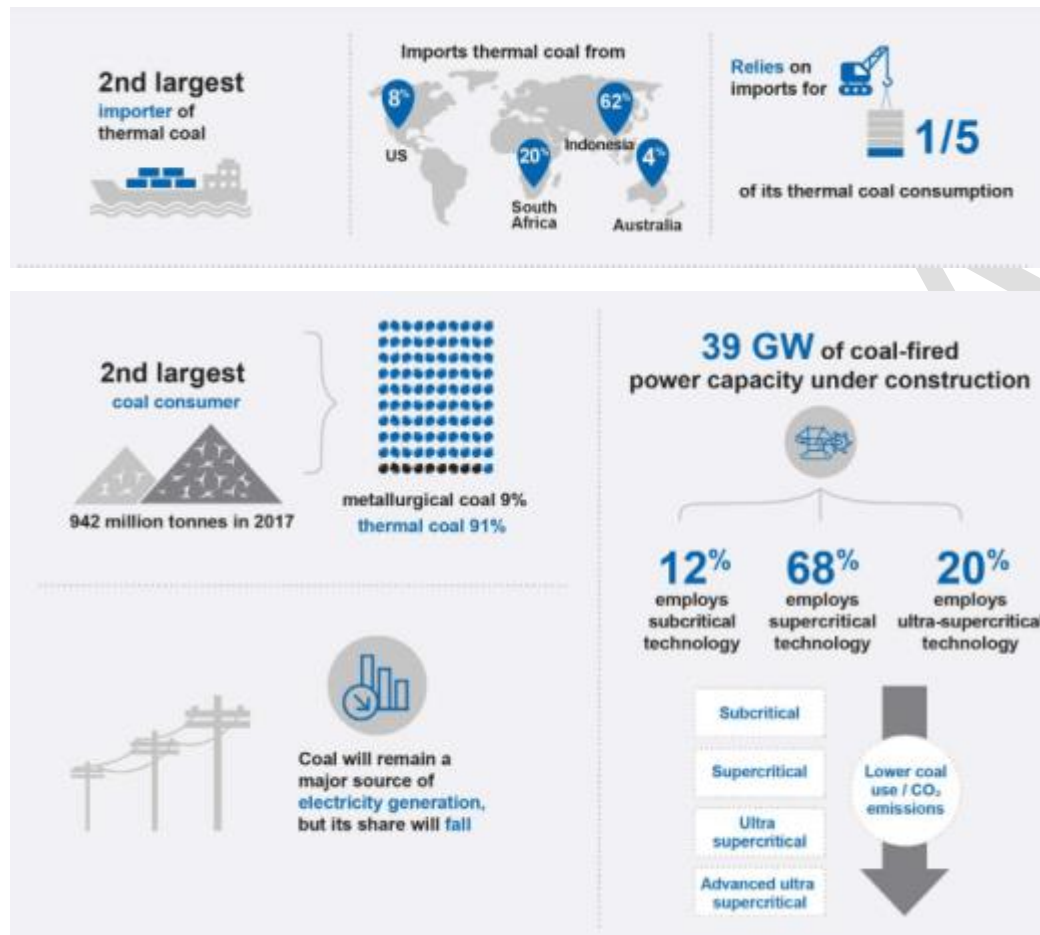 2nd largest
importer of
thermal coal
Imports thermal coal from
8%
US
20%
South
Africa
62%
Indonesia
4%
Australia
Relies on
imports for
1/5
of its thermal coal consumption
2nd largest
coal consumer
942 million tonnes in 2017
metallurgical coal 9%
thermal coal 91%
Coal will remain a
major source of
electricity generation,
but its share will fall
39 GW of coal-fired
power capacity under construction
12%
employs
subcritical
technology
68%
employs
supercritical
technology
20%
employs
ultra-supercritical
technology
Subcritical
Supercritical
Ultra
supercritical
Advanced ultra
supercritical
Lower coal
use / CO₂
emissions